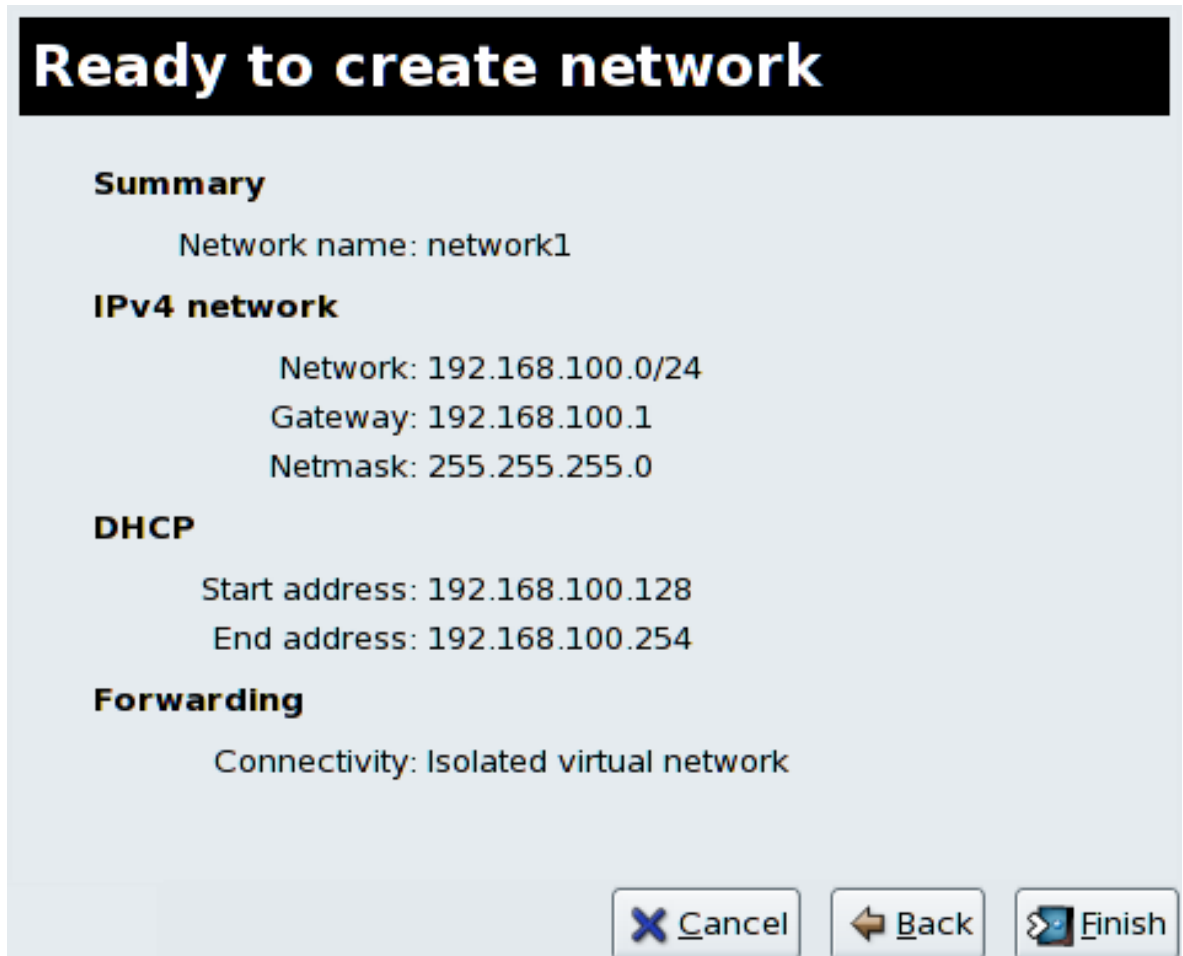 Ready to create network
Summary
Network name: network1
IPv4 network
Network: 192.168.100.0/24
Gateway: 192.168.100.1
Netmask: 255.255.255.0
DHCP
Start address: 192.168.100.128
End address: 192.168.100.254
Forwarding
Connectivity: Isolated virtual network
Cancel Back Finish